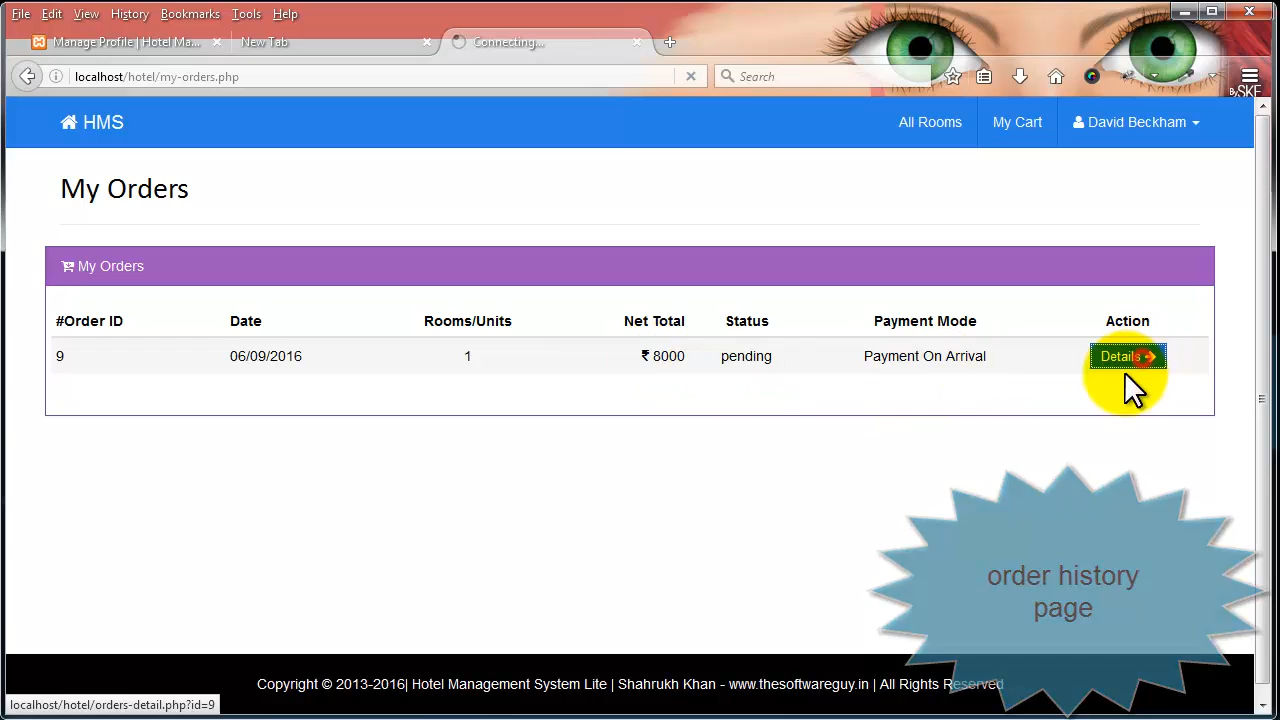 File Edit View History Bookmarks Tools Help
Manage Profile | Hotel Ma... New Tab Connecting...
localhost/hotel/my-orders.php Search
By SKE
HMS All Rooms My Cart David Beckham
My Orders
My Orders
#Order ID Date Rooms/Units Net Total Status Payment Mode Action
9 06/09/2016 1 ₹ 8000 pending Payment On Arrival Details
order history
page
Copyright © 2013-2016| Hotel Management System Lite | Shahrukh Khan - www.thesoftwareguy.in | All Rights Reserved
localhost/hotel/orders-detail.php?id=9